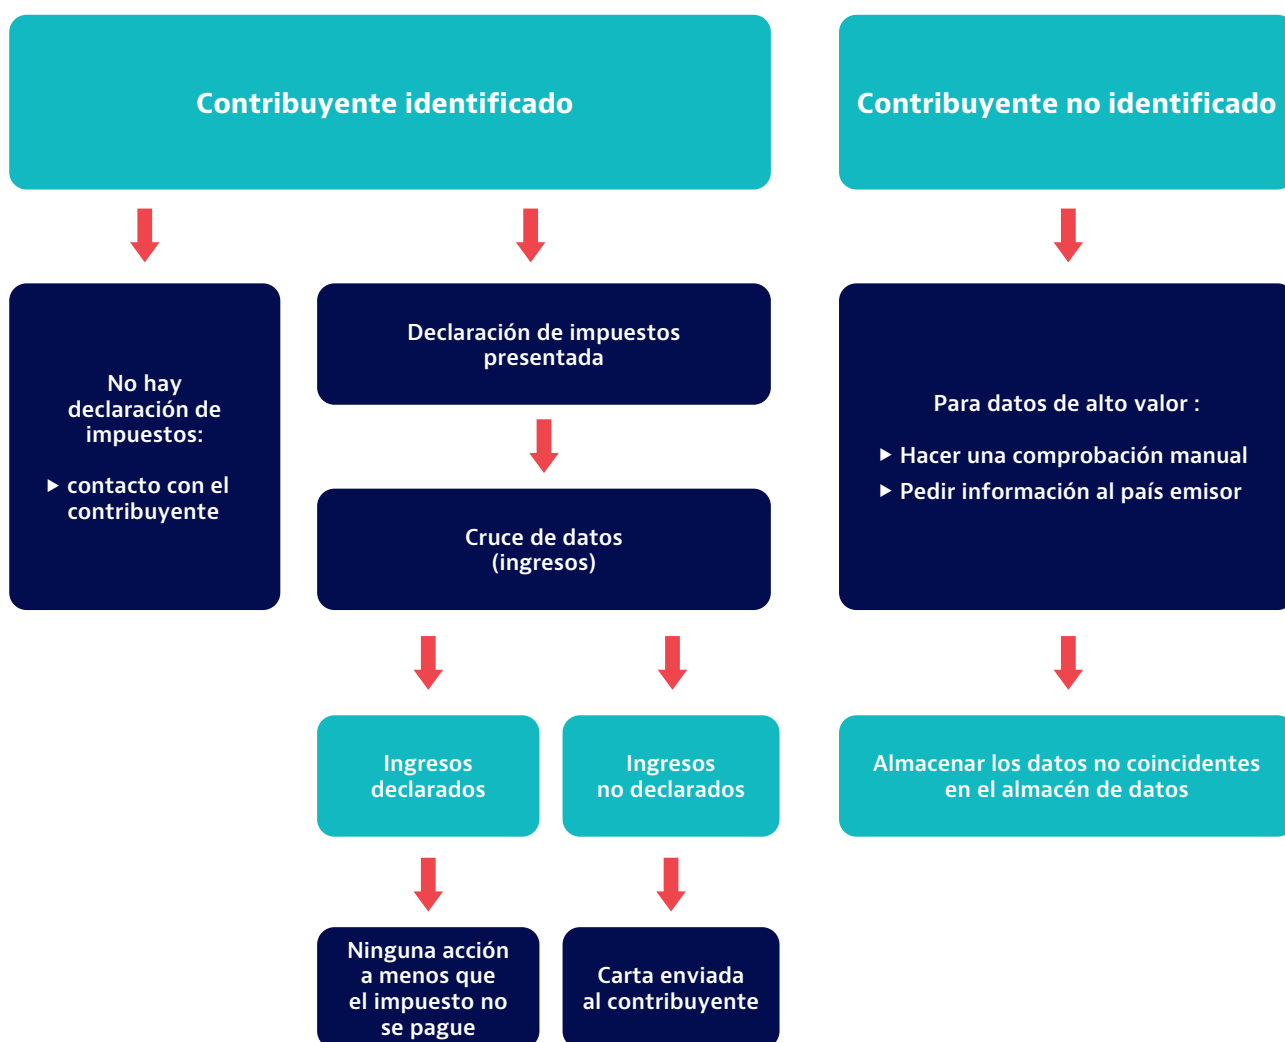 Contribuyente identificado
Contribuyente no identificado
No hay
declaración de
impuestos:
▶ contacto con el
contribuyente
Declaración de impuestos
presentada
Cruce de datos
(ingresos)
Para datos de alto valor :
▶ Hacer una comprobación manual
▶ Pedir información al país emisor
Ingresos
declarados
Ingresos
no declarados
Almacenar los datos no coincidentes
en el almacén de datos
Ninguna acción
a menos que
el impuesto no
se pague
Carta enviada
al contribuyente